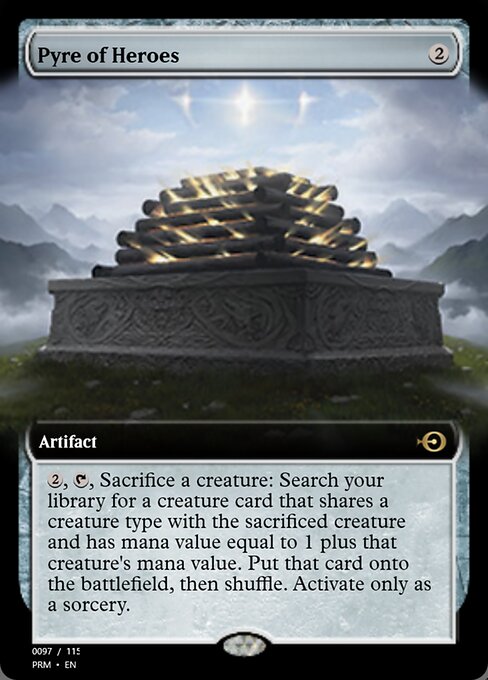 Pyre of Heroes 2
Artifact
2, T, Sacrifice a creature: Search your
library for a creature card that shares a
creature type with the sacrificed creature
and has mana value equal to 1 plus that
creature's mana value. Put that card onto
the battlefield, then shuffle. Activate only as
a sorcery.
0097 / 115
PRM • EN